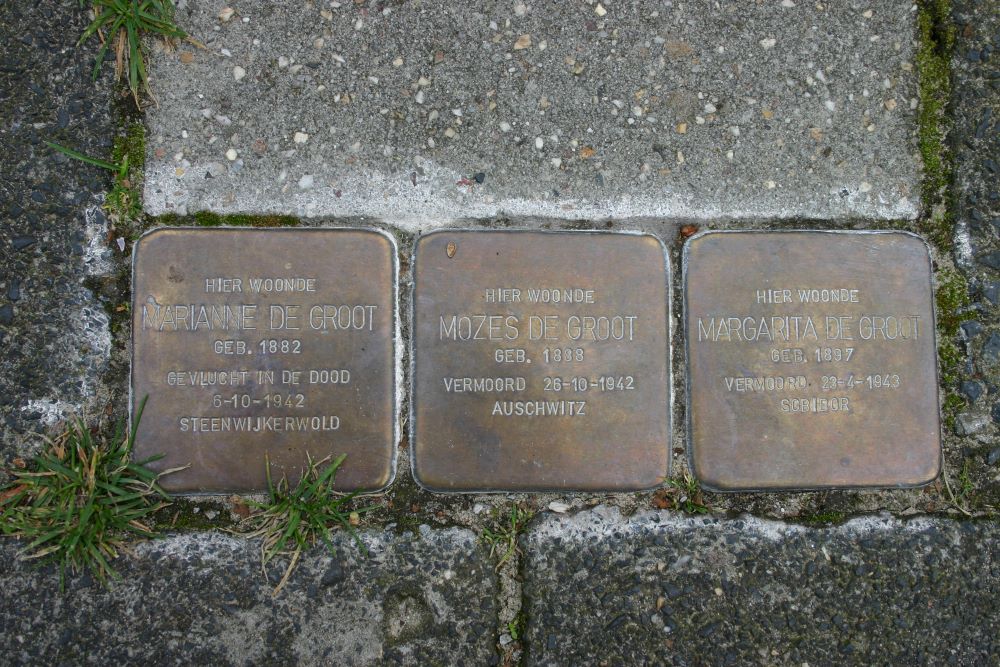 HIER WOONDE
MARIANNE DE GROOT
GEB. 1882
GEVLUCHT IN DE DOOD
6-10-1942
STEENWIJKERWOLD
HIER WOONDE
MOZES DE GROOT
GEB. 1888
VERMOORD 26-10-1942
AUSCHWITZ
HIER WOONDE
MARGARITA DE GROOT
GEB. 1897
VERMOORD 23-4-1943
SOBIBOR